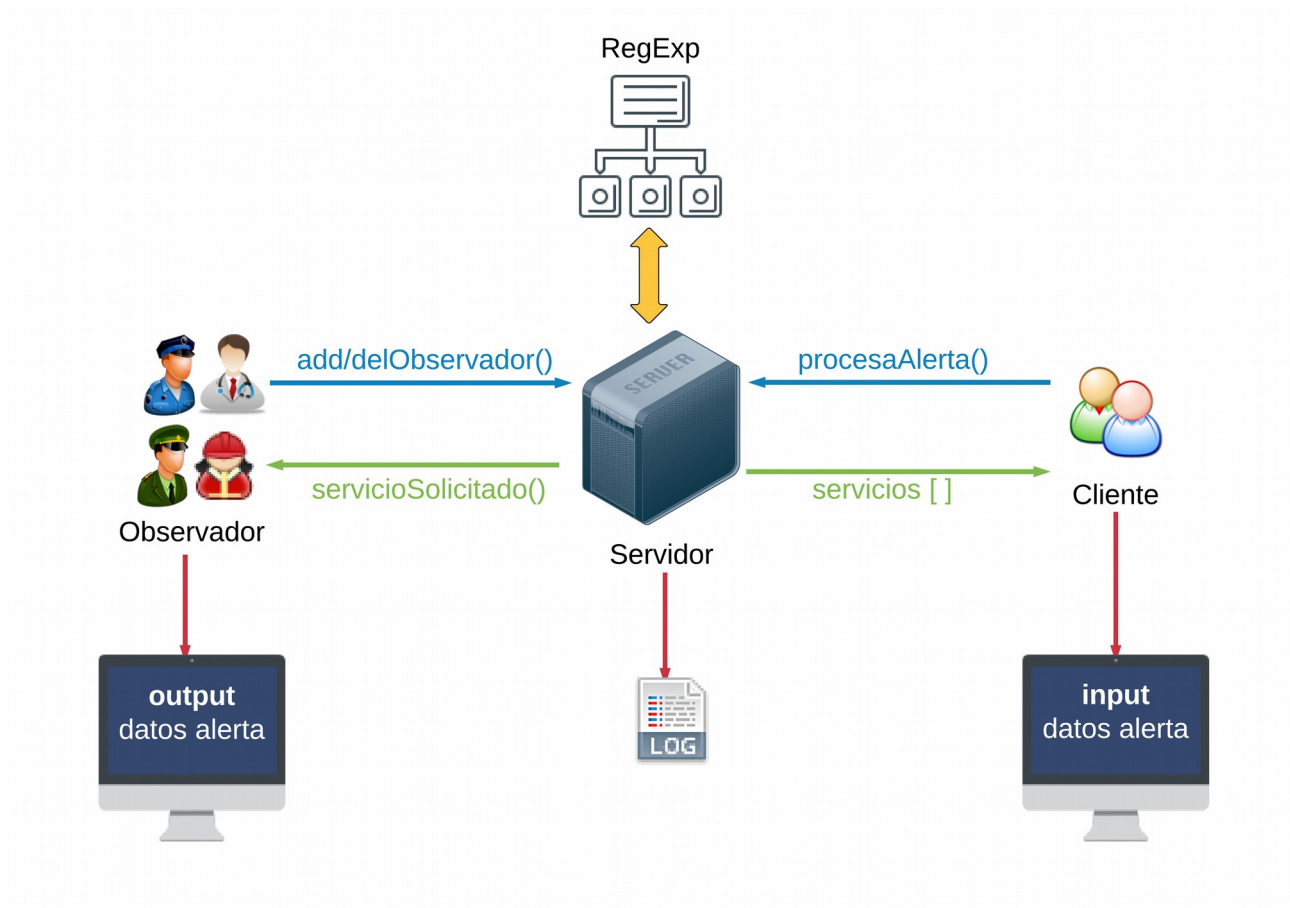 RegExp
add/delObservador()
SERVER
procesaAlerta()
servicioSolicitado()
servicios [ ]
Observador
Servidor
Cliente
output
datos alerta
LOG
input
datos alerta